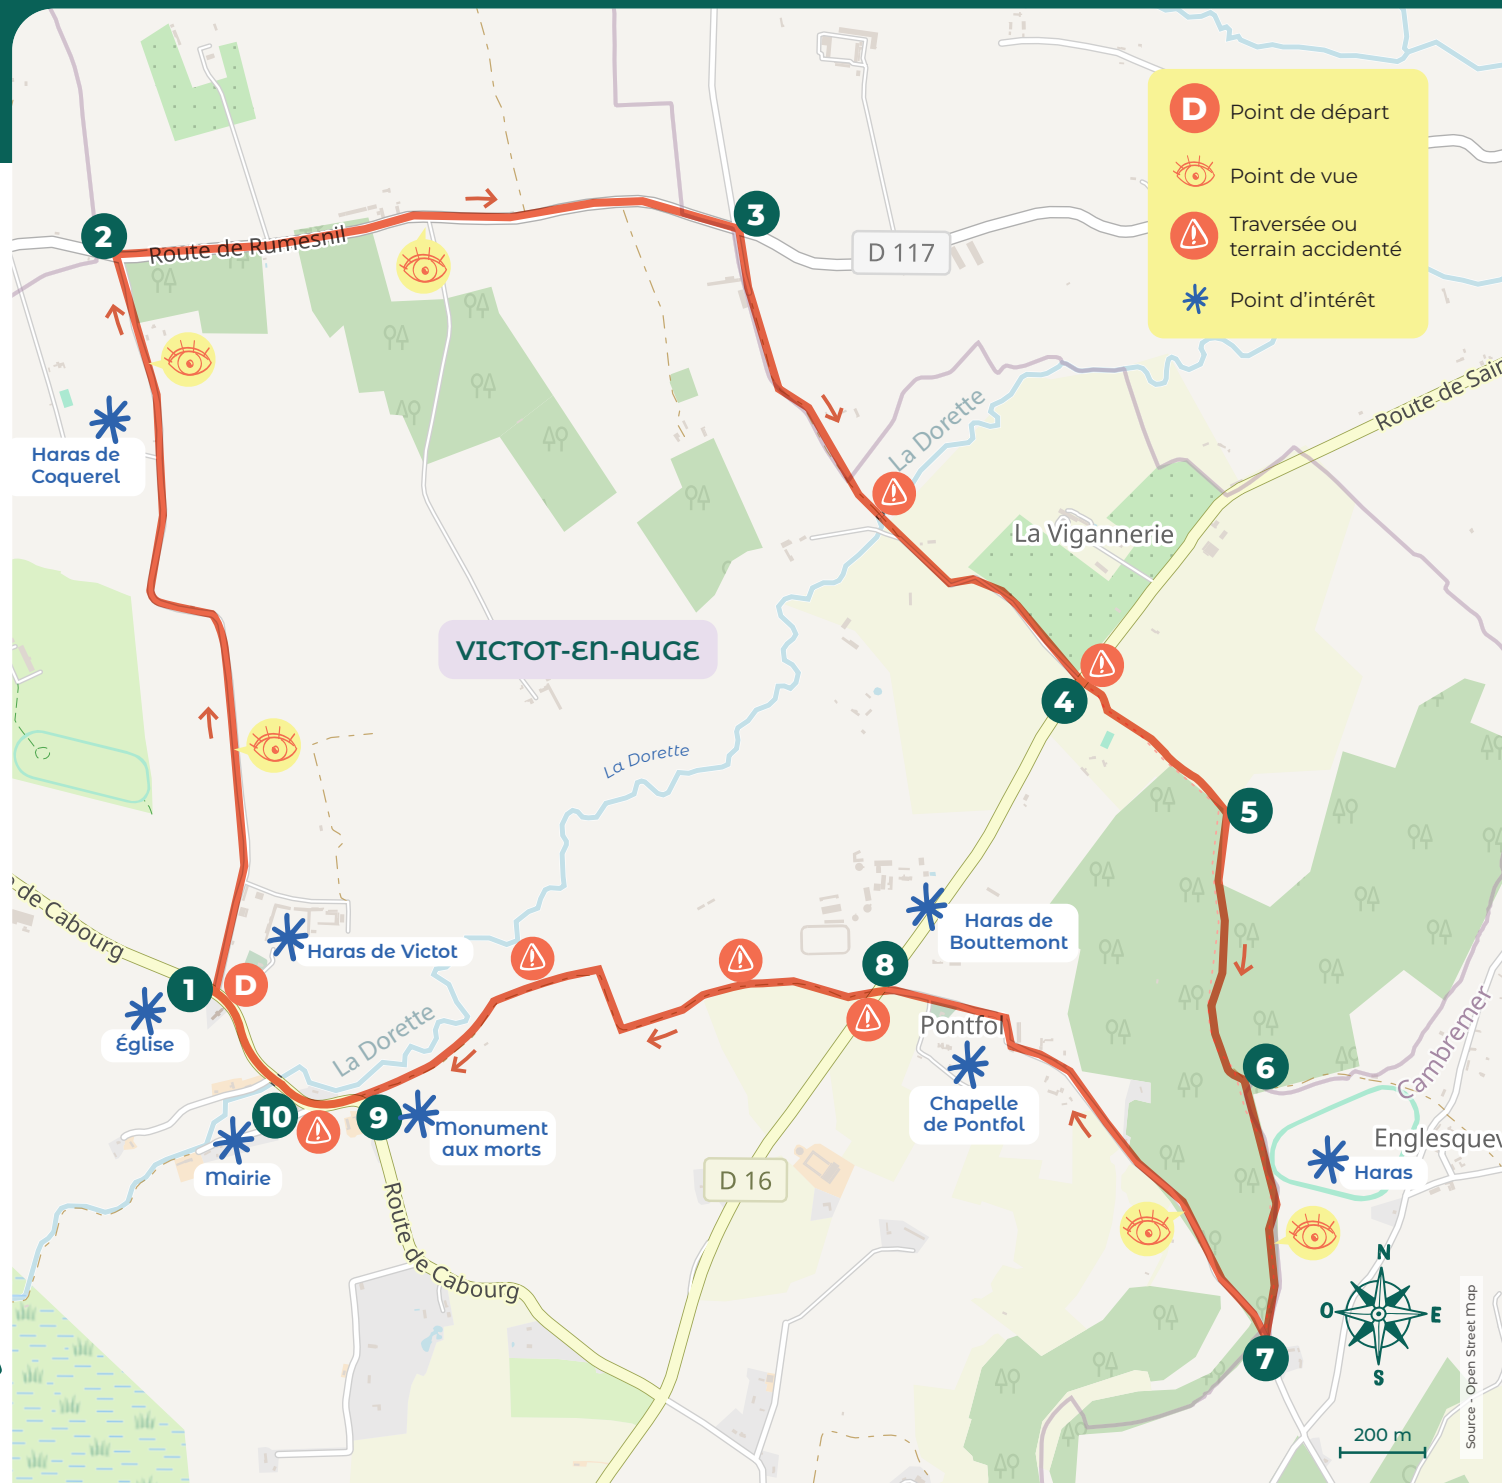 D
Point de départ
Point de vue
Traversée ou
terrain accidenté
Point d'intérêt
2
Route de Rumesnil
3
D 117
Haras de
Coquerel
La Dorette
Route de
La Vigannerie
VICTOT-EN-AUGE
4
La Dorette
5
de Cabourg
Haras de Victot
Haras de
Bouttemont
8
1
D
Église
La Dorette
Pontfol
6
Cambremer
10
9
Monument
aux morts
Mairie
Chapelle
de Pontfol
Haras
D 16
Route de Cabourg
7
N
O
E
S
200 m
Source - Open Street Map